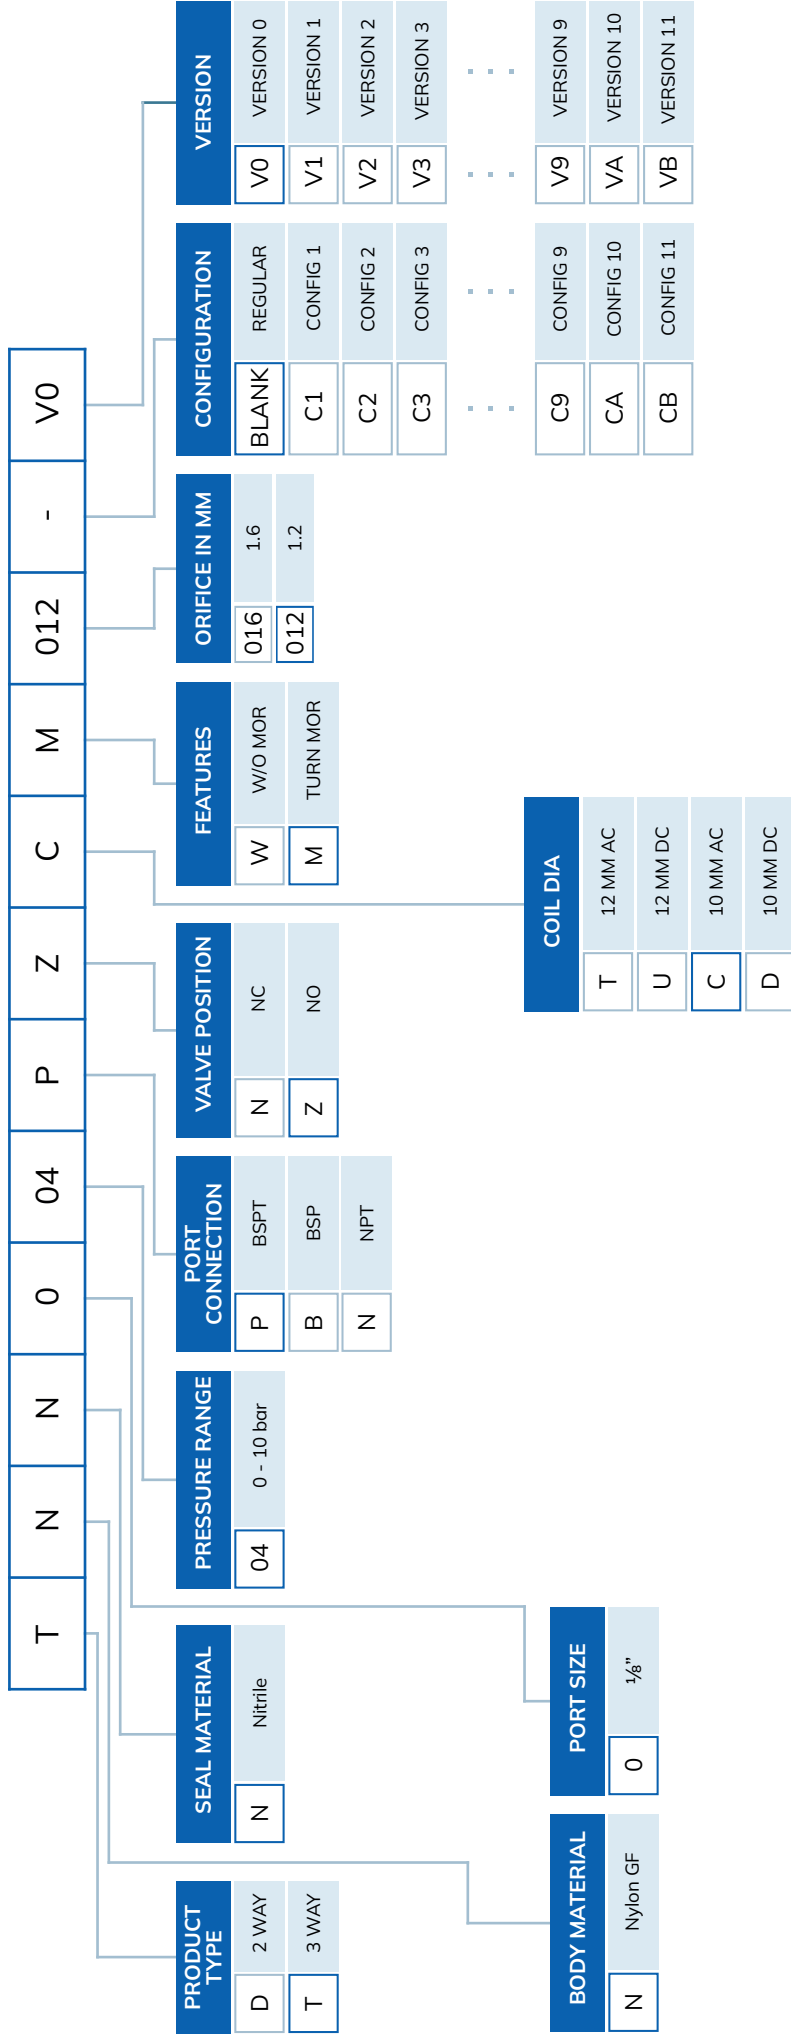 T N N 0 04 P Z C M 012 - V0
PRODUCT
TYPE
D 2 WAY
T 3 WAY
SEAL MATERIAL
N Nitrile
PRESSURE RANGE
04 0 - 10 bar
PORT
CONNECTION
P BSPT
B BSP
N NPT
VALVE POSITION
N NC
Z NO
FEATURES
W W/O MOR
M TURN MOR
ORIFICE IN MM
016 1.6
012 1.2
CONFIGURATION
BLANK REGULAR
C1 CONFIG 1
C2 CONFIG 2
C3 CONFIG 3
. . . . . .
C9 CONFIG 9
CA CONFIG 10
CB CONFIG 11
VERSION
V0 VERSION 0
V1 VERSION 1
V2 VERSION 2
V3 VERSION 3
. . . . . .
V9 VERSION 9
VA VERSION 10
VB VERSION 11
BODY MATERIAL
N Nylon GF
PORT SIZE
0 ⅛”
COIL DIA
T 12 MM AC
U 12 MM DC
C 10 MM AC
D 10 MM DC